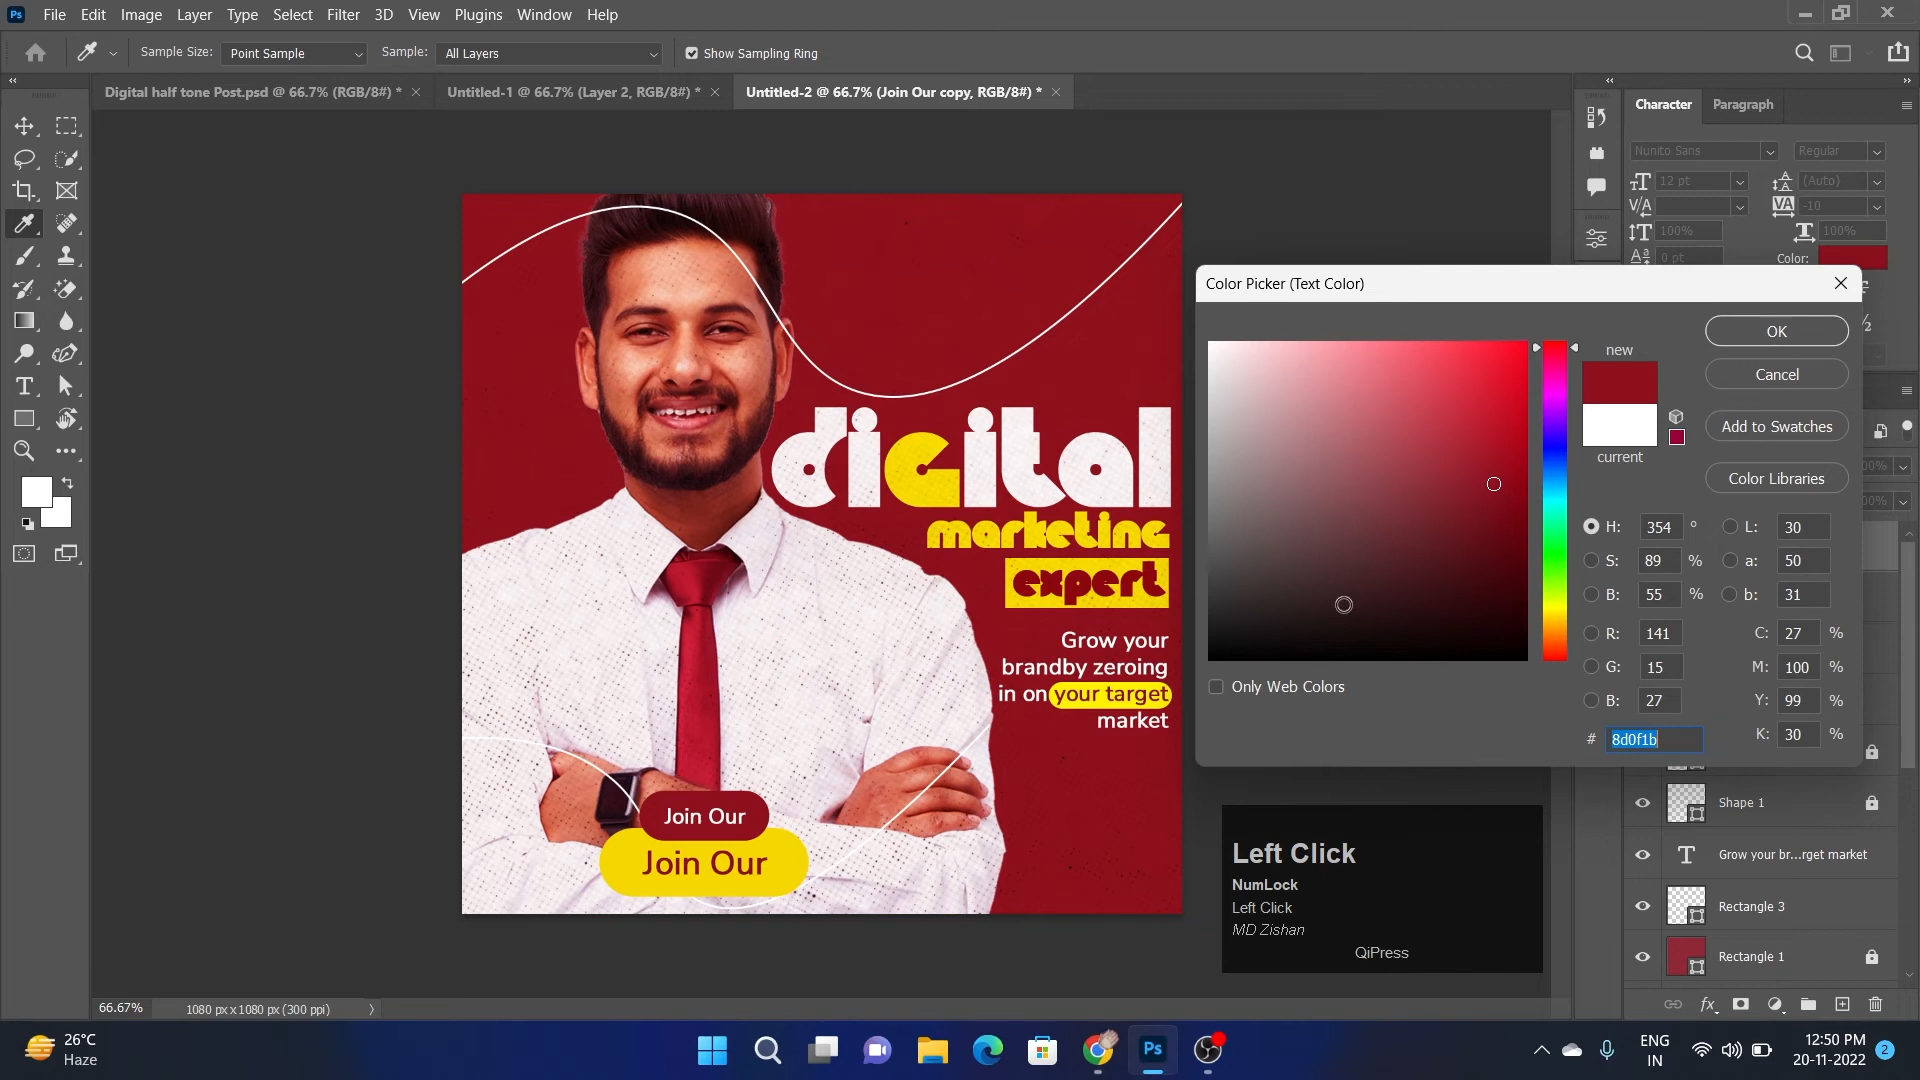 Ps File Edit Image Layer Type Select Filter 3D View Plugins Window Help
Sample Size: Point Sample Sample: All Layers Show Sampling Ring
Digital half tone Post.psd @ 66.7% (RGB/8#) * Untitled-1 @ 66.7% (Layer 2, RGB/8#) * Untitled-2 @ 66.7% (Join Our copy, RGB/8#) *
Character Paragraph
Nunito Sans Regular
12 pt (Auto)
V/A VA -10
100% 100%
0 pt Color:
digital
marketing
expert
Grow your
brandby zeroing
in on your target
market
Join Our
Join Our
Color Picker (Text Color)
new
current
OK
Cancel
Add to Swatches
Color Libraries
H: 354 ° L: 30
S: 89 % a: 50
B: 55 % b: 31
R: 141 C: 27 %
G: 15 M: 100 %
B: 27 Y: 99 %
# 8d0f1b K: 30 %
Only Web Colors
Left Click
NumLock
Left Click
MD Zishan
QiPress
Shape 1
Grow your br...rget market
Rectangle 3
Rectangle 1
fx
66.67% 1080 px x 1080 px (300 ppi)
26°C
Haze
Ps
ENG
IN
12:50 PM
20-11-2022
2